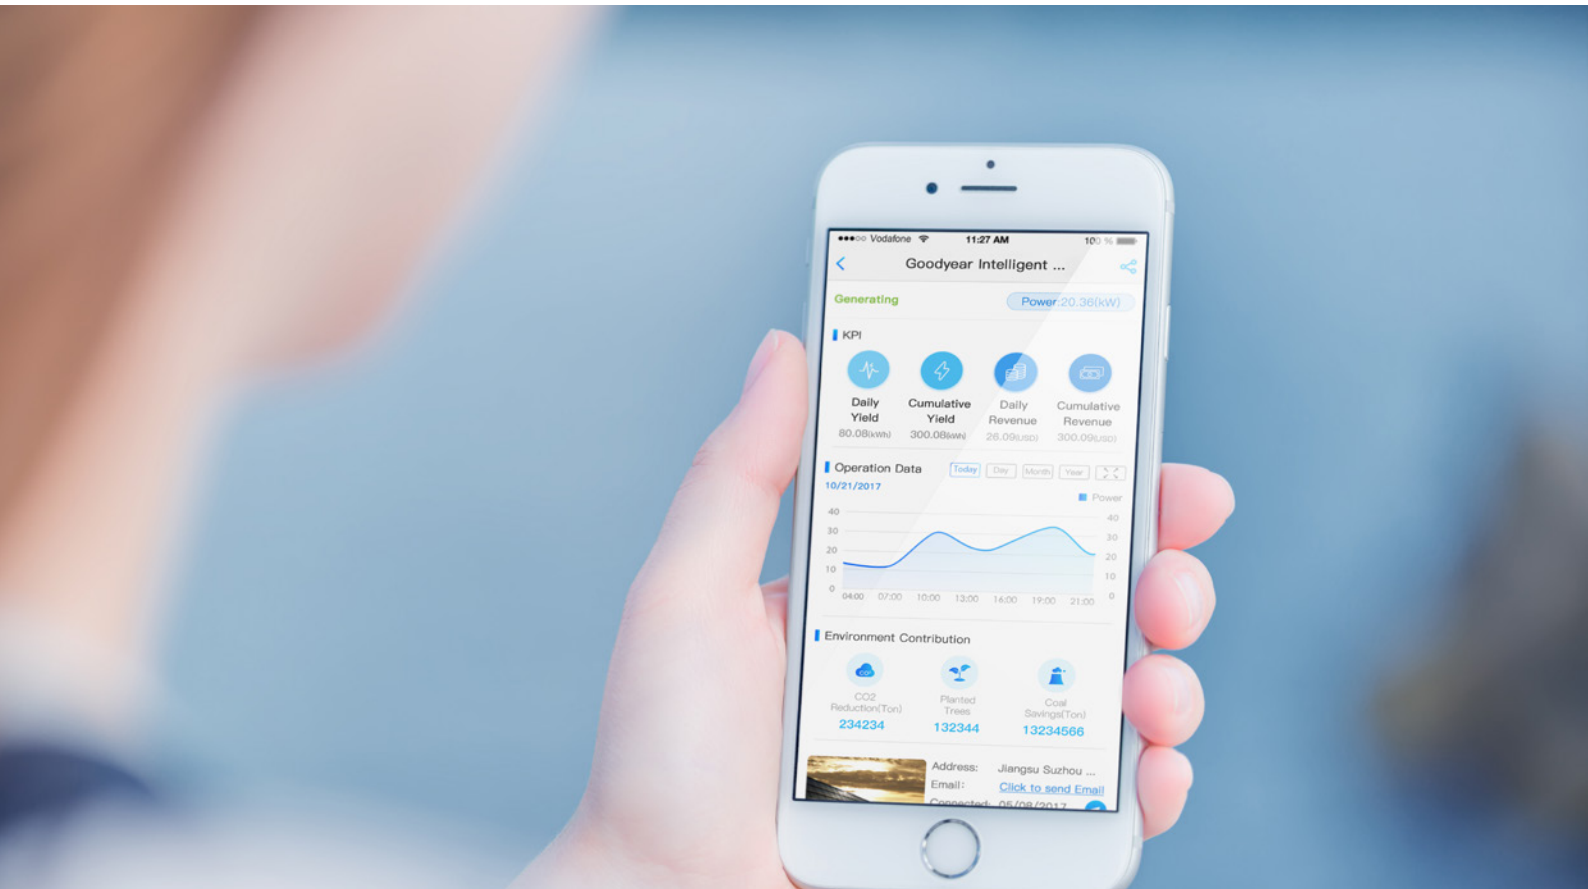 Vodafone 11:27 AM 100 %
Goodyear Intelligent ...
Generating Power:20.36(kW)
KPI
Daily Yield
80.08(kWh)
Cumulative Yield
300.08(kWh)
Daily Revenue
26.09(USD)
Cumulative Revenue
300.09(USD)
Operation Data Today Day Month Year
10/21/2017
Power
40 40
30 30
20 20
10 10
0 0
04:00 07:00 10:00 13:00 16:00 19:00 21:00
Environment Contribution
CO2
Reduction(Ton)
234234
Planted
Trees
132344
Coal
Savings(Ton)
13234566
Address: Jiangsu Suzhou ...
Email: Click to send Email
Connected: 05/08/2017